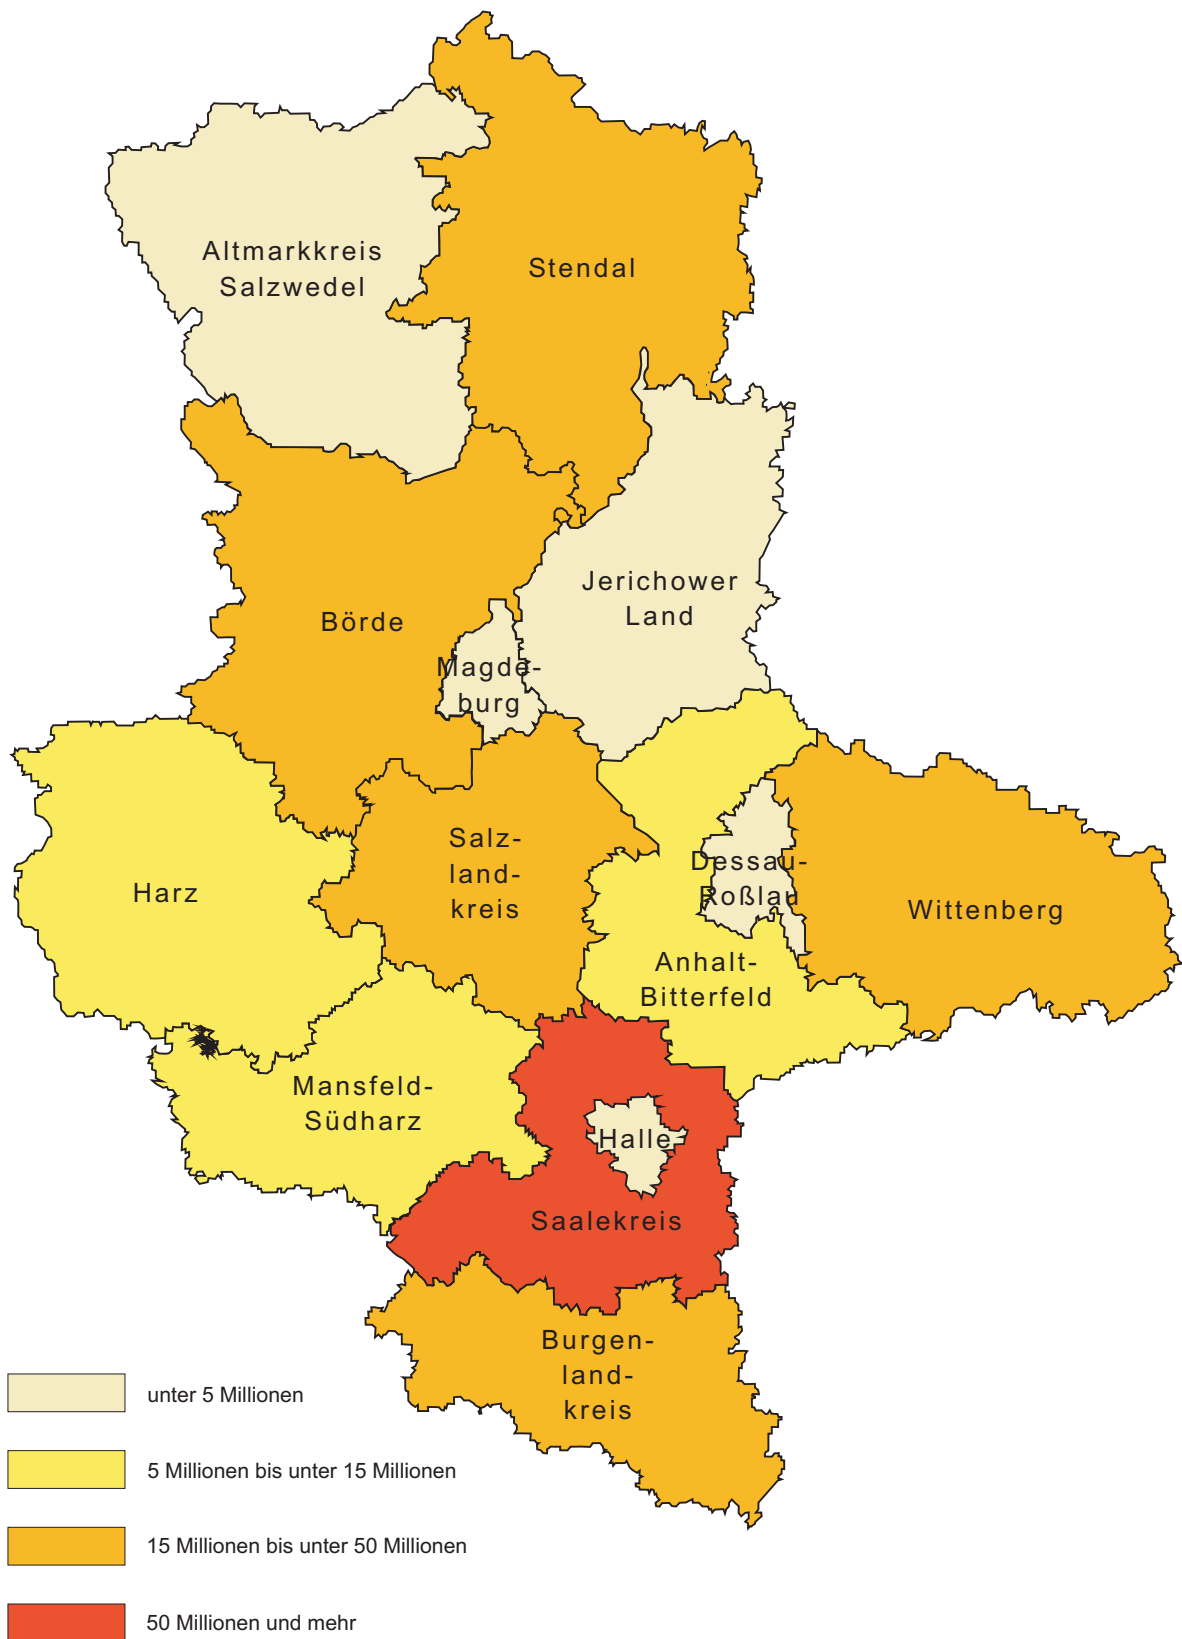 Altmarkkreis
Salzwedel
Stendal
Jerichower
Land
Börde
Magde-
burg
Salz-
land-
kreis
Harz
Dessau-
Roßlau
Wittenberg
Anhalt-
Bitterfeld
Mansfeld-
Südharz
Halle
Saalekreis
Burgen-
land-
kreis
unter 5 Millionen
5 Millionen bis unter 15 Millionen
15 Millionen bis unter 50 Millionen
50 Millionen und mehr